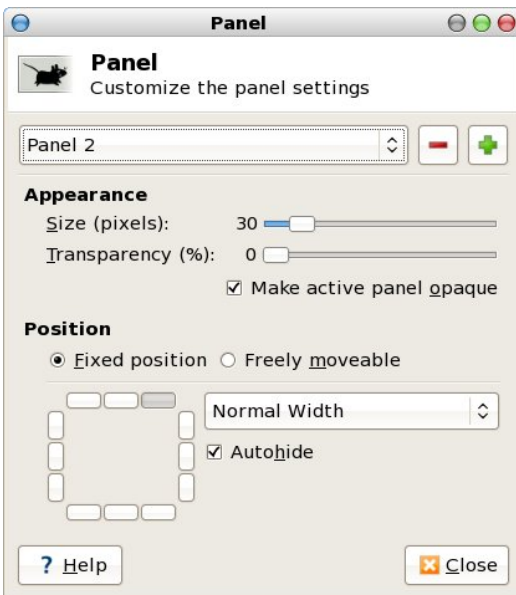 Panel
Panel
Customize the panel settings
Panel 2
Appearance
Size (pixels): 30
Transparency (%): 0
Make active panel opaque
Position
Fixed position Freely moveable
Normal Width
Autohide
? Help Close